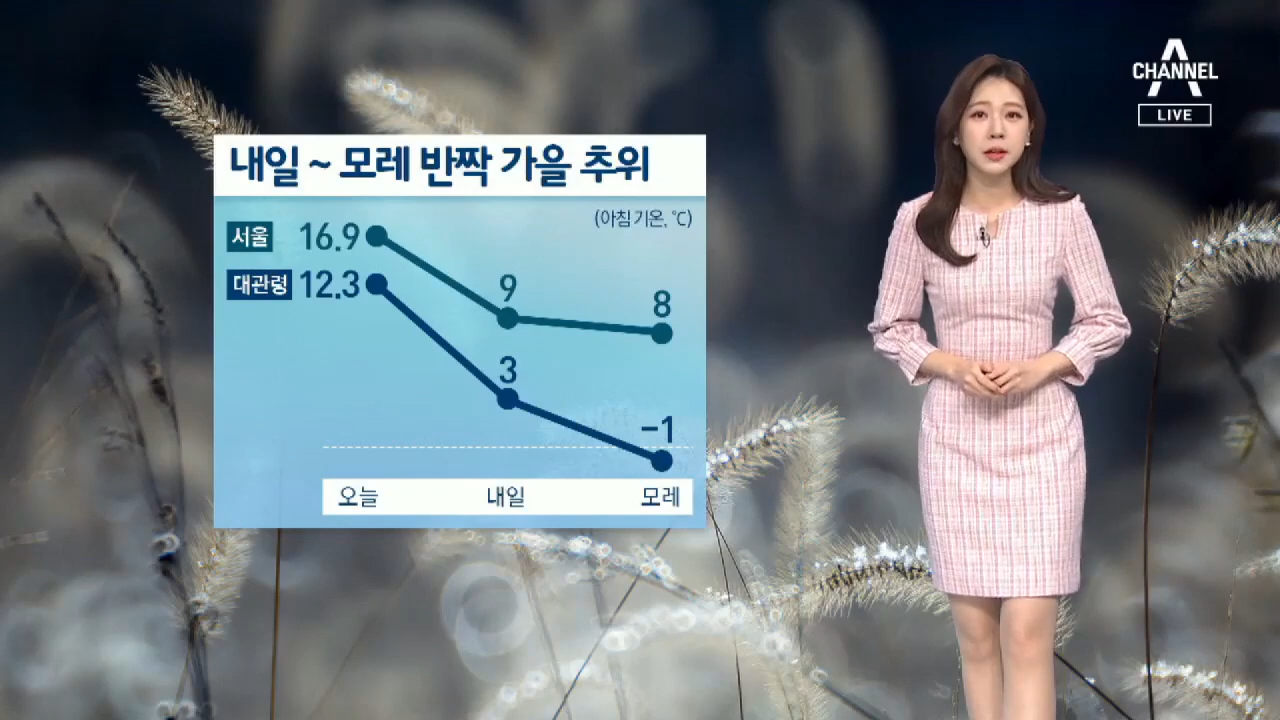 내일 ~ 모레 반짝 가을 추위
(아침 기온, ℃)
서울 16.9 9 8
대관령 12.3 3 -1
오늘 내일 모레
CHANNEL A
LIVE